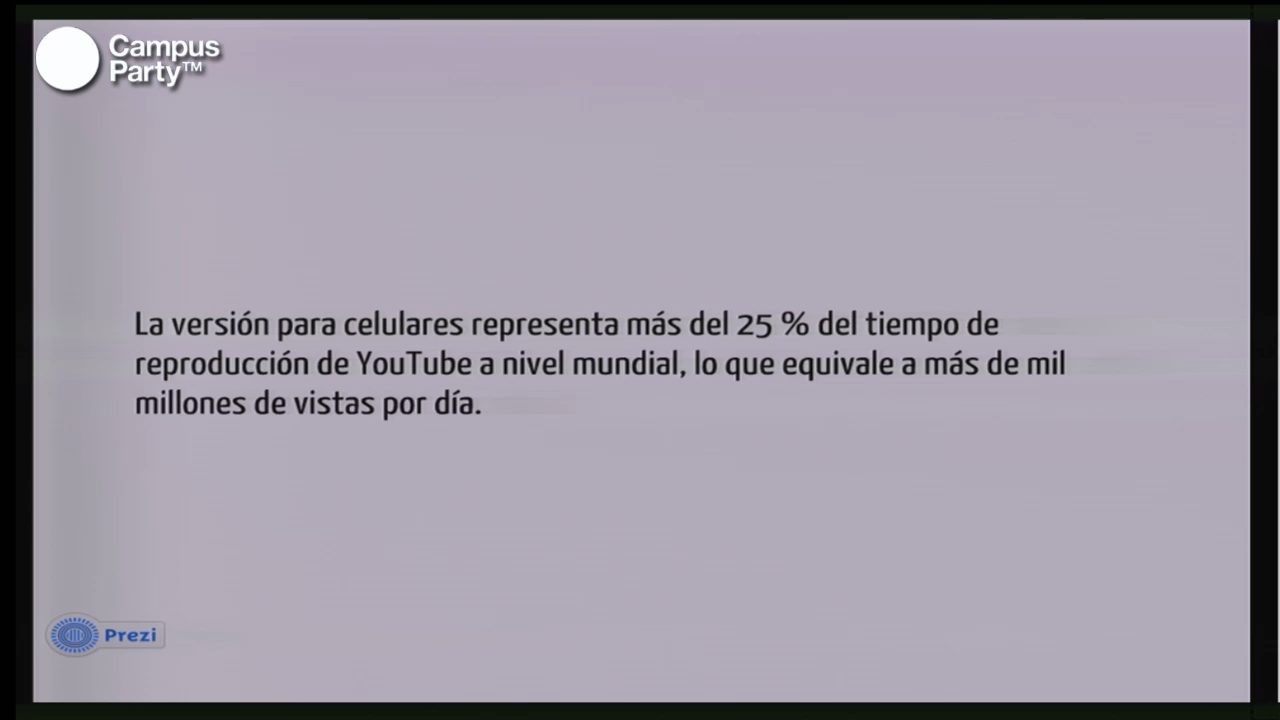 Campus
Party™
La versión para celulares representa más del 25 % del tiempo de
reproducción de YouTube a nivel mundial, lo que equivale a más de mil
millones de vistas por día.
Prezi